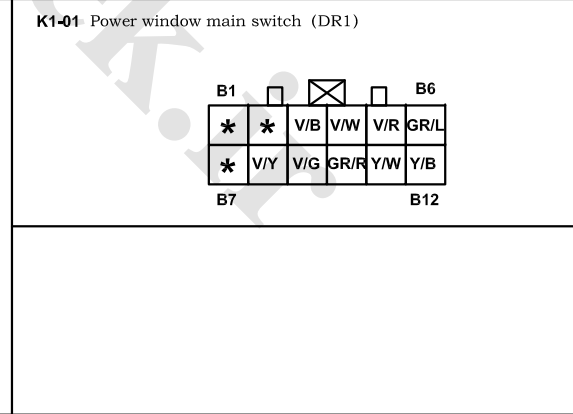 K1-01 Power window main switch (DR1)
B1 B6
* * V/B V/W V/R GR/L
* V/Y V/G GR/R Y/W Y/B
B7 B12